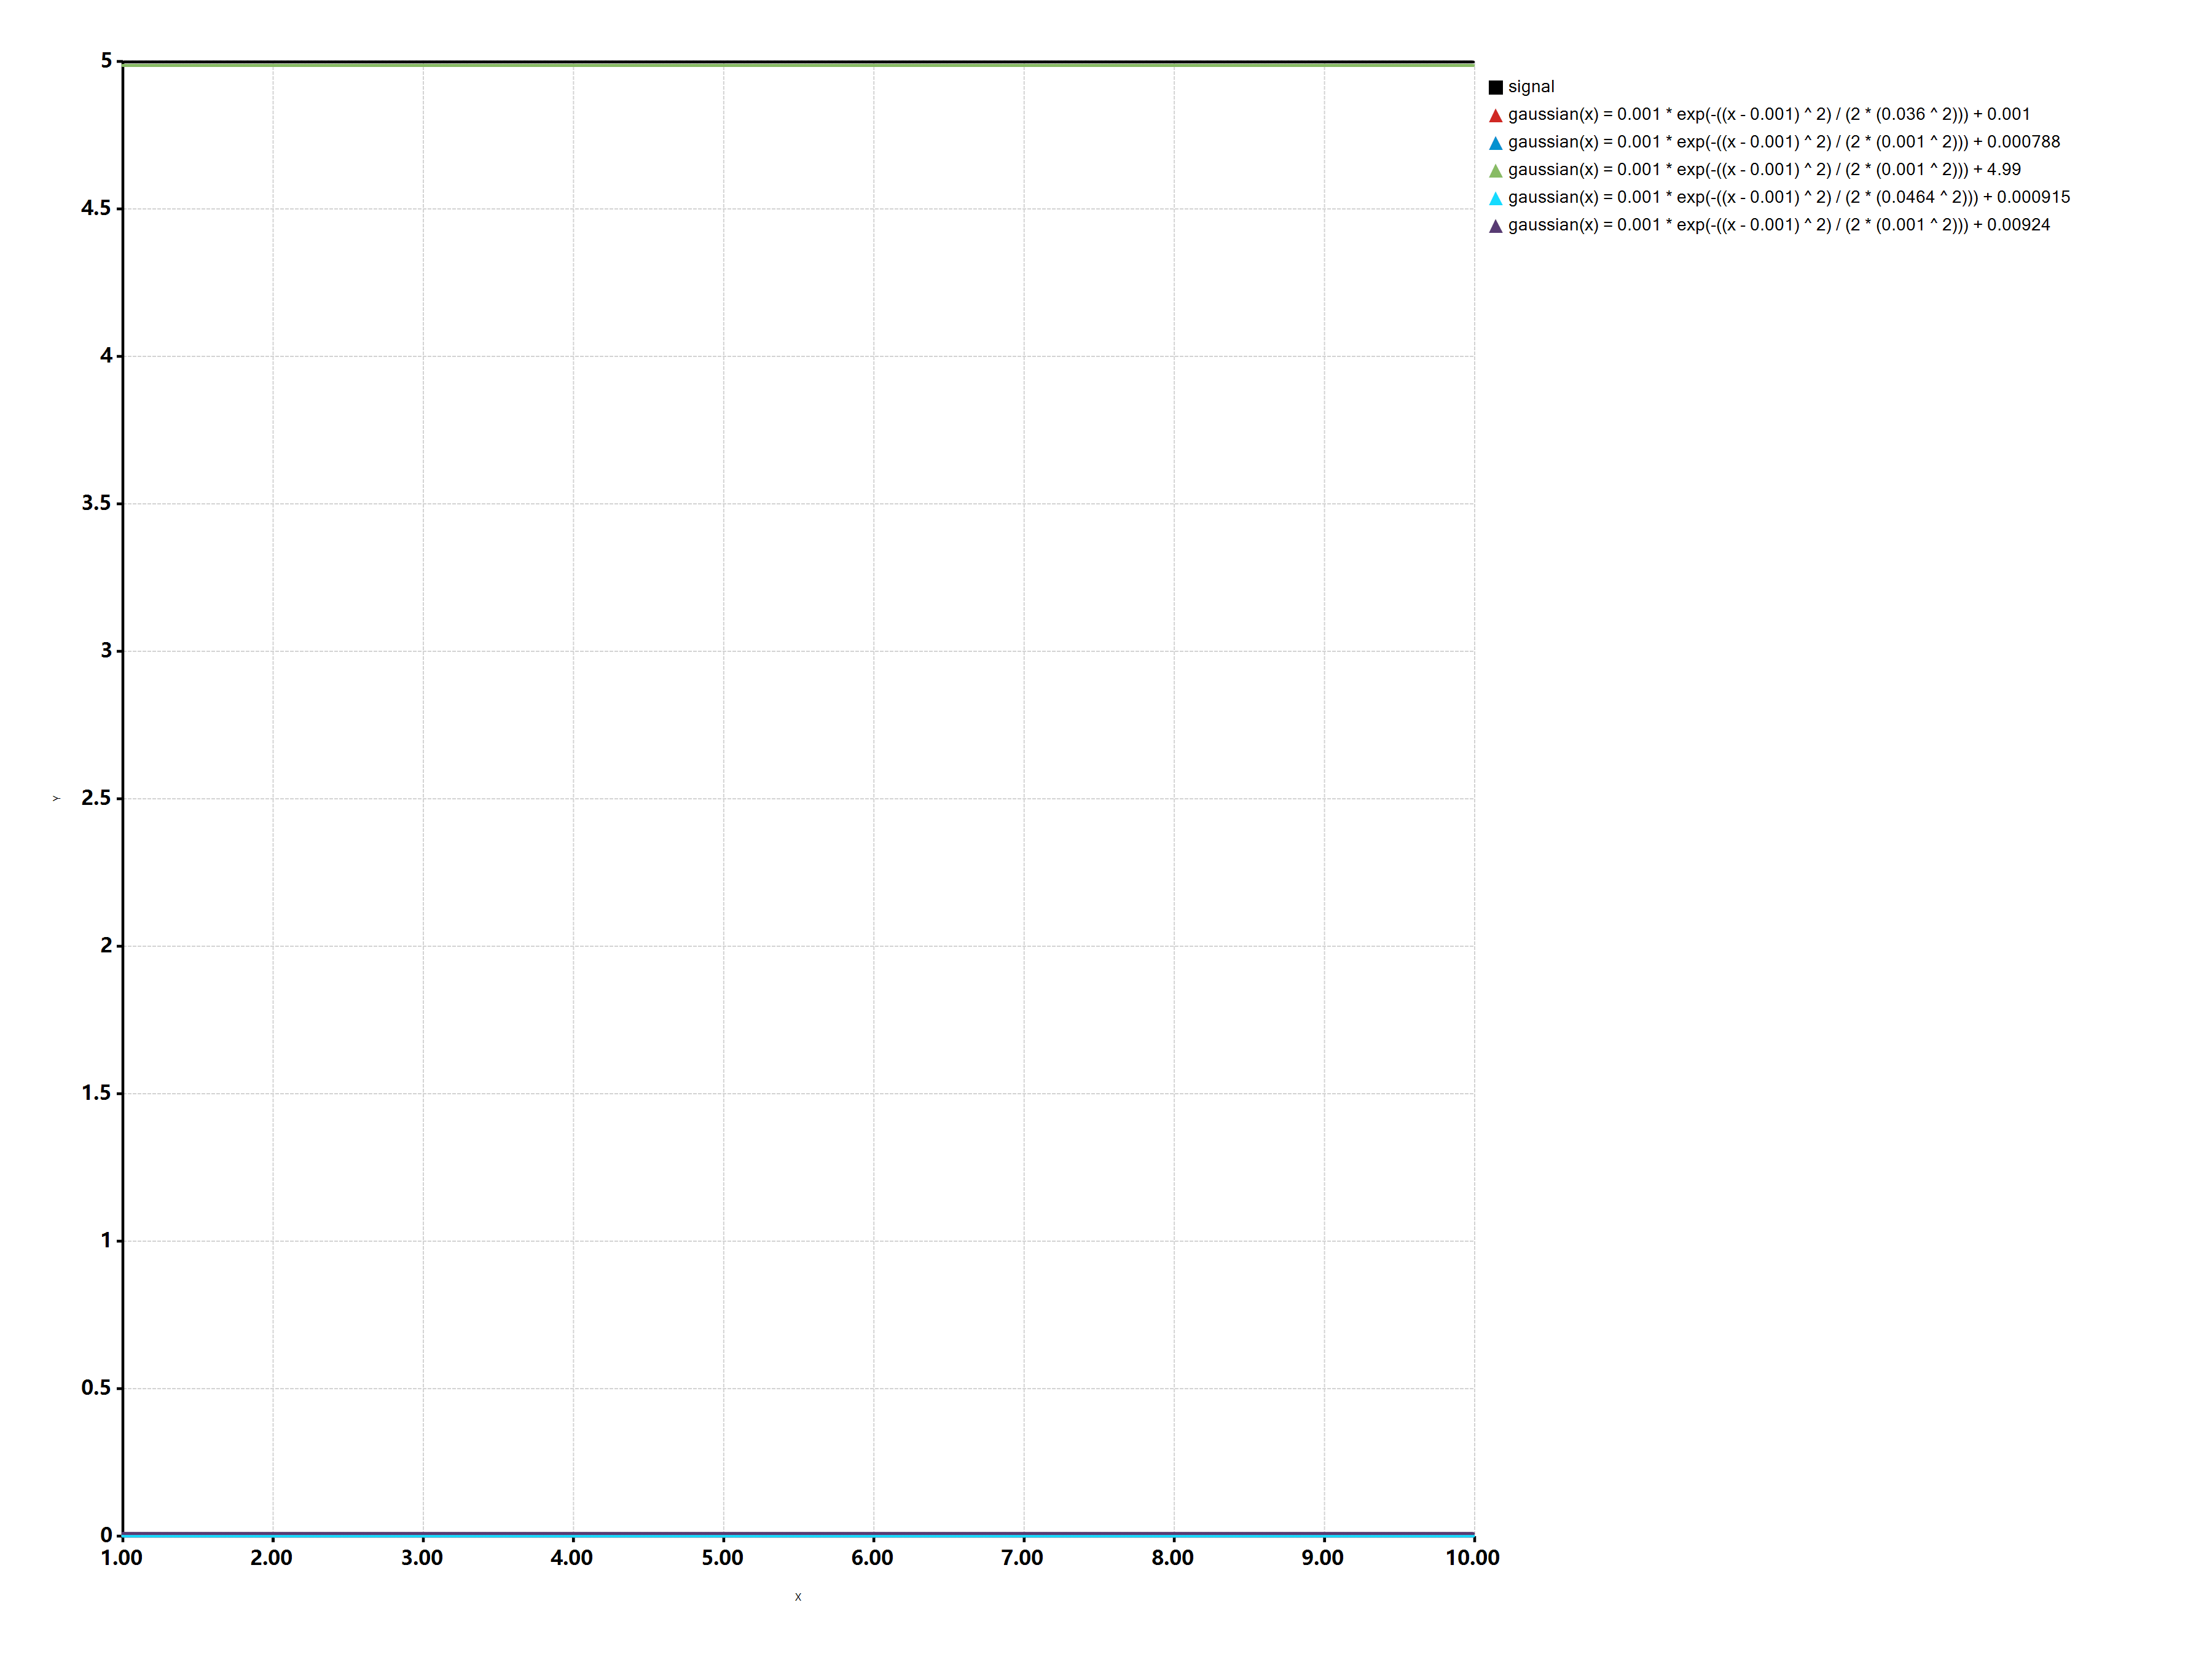 5
4.5
4
3.5
3
2.5
2
1.5
1
0.5
0
Y
1.00 2.00 3.00 4.00 5.00 6.00 7.00 8.00 9.00 10.00
X
signal
gaussian(x) = 0.001 * exp(-((x - 0.001) ^ 2) / (2 * (0.036 ^ 2))) + 0.001
gaussian(x) = 0.001 * exp(-((x - 0.001) ^ 2) / (2 * (0.001 ^ 2))) + 0.000788
gaussian(x) = 0.001 * exp(-((x - 0.001) ^ 2) / (2 * (0.001 ^ 2))) + 4.99
gaussian(x) = 0.001 * exp(-((x - 0.001) ^ 2) / (2 * (0.0464 ^ 2))) + 0.000915
gaussian(x) = 0.001 * exp(-((x - 0.001) ^ 2) / (2 * (0.001 ^ 2))) + 0.00924